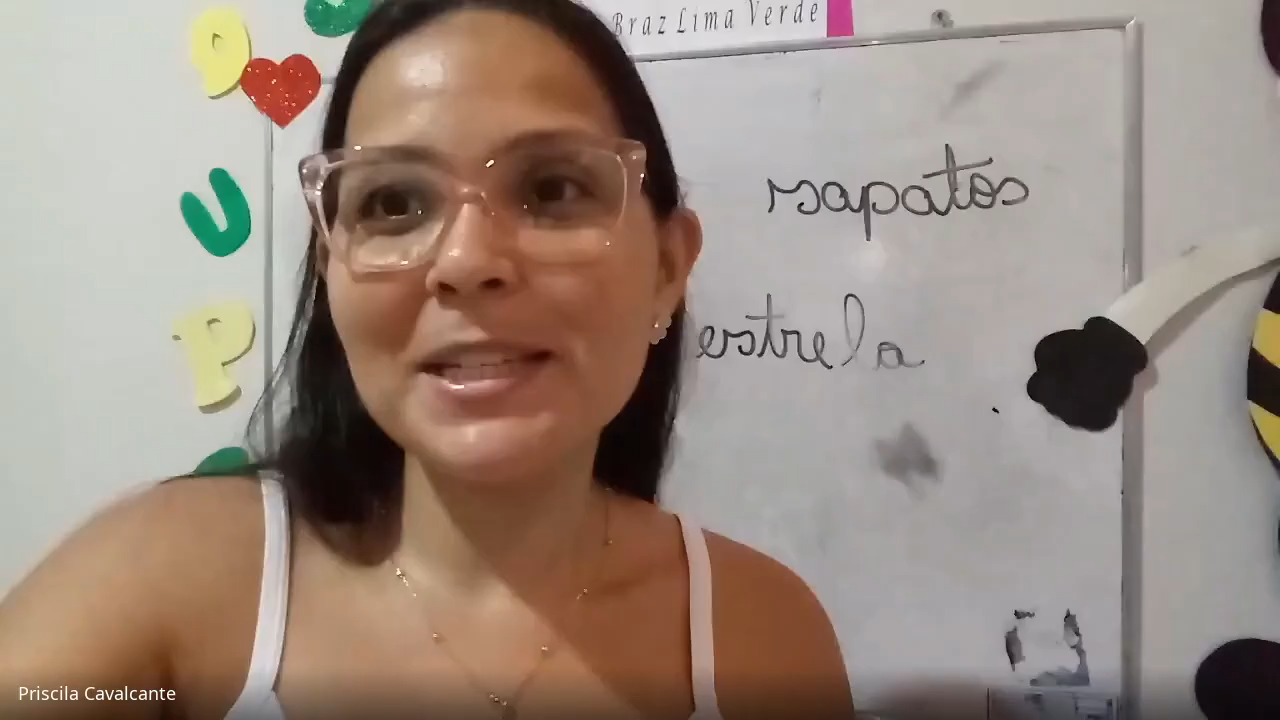 Braz Lima Verde
O
U
P
sapatos
estrela
Priscila Cavalcante